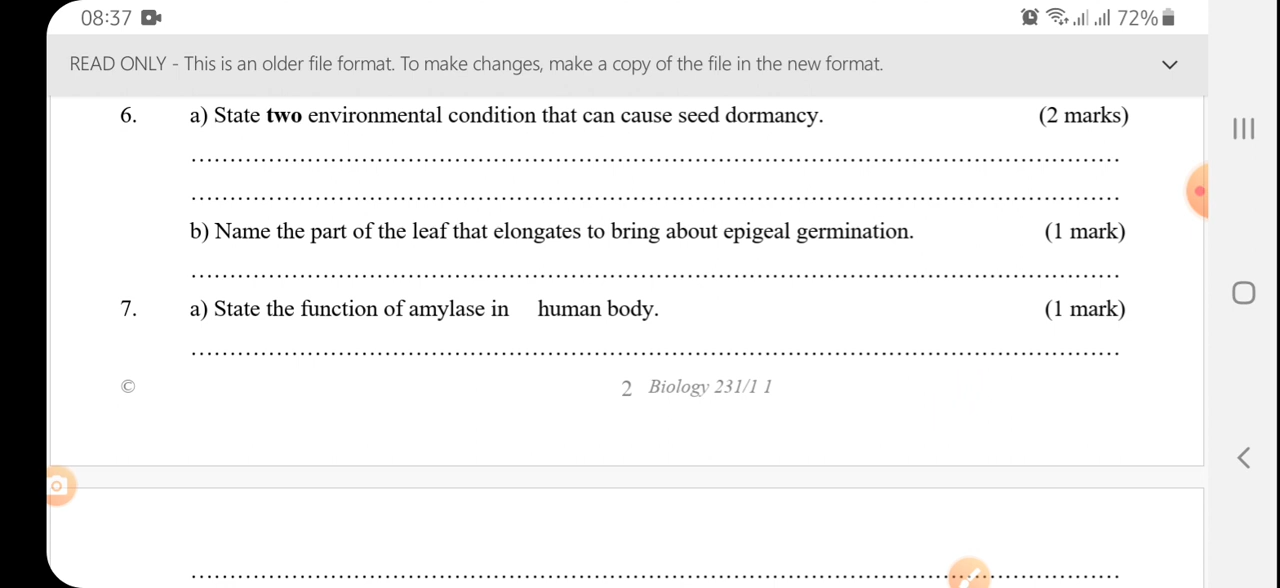 08:37 72%
READ ONLY - This is an older file format. To make changes, make a copy of the file in the new format.
6. a) State two environmental condition that can cause seed dormancy. (2 marks)
........................................................................................................................
........................................................................................................................
b) Name the part of the leaf that elongates to bring about epigeal germination. (1 mark)
........................................................................................................................
7. a) State the function of amylase in human body. (1 mark)
........................................................................................................................
© 2 Biology 231/1 1
........................................................................................................................